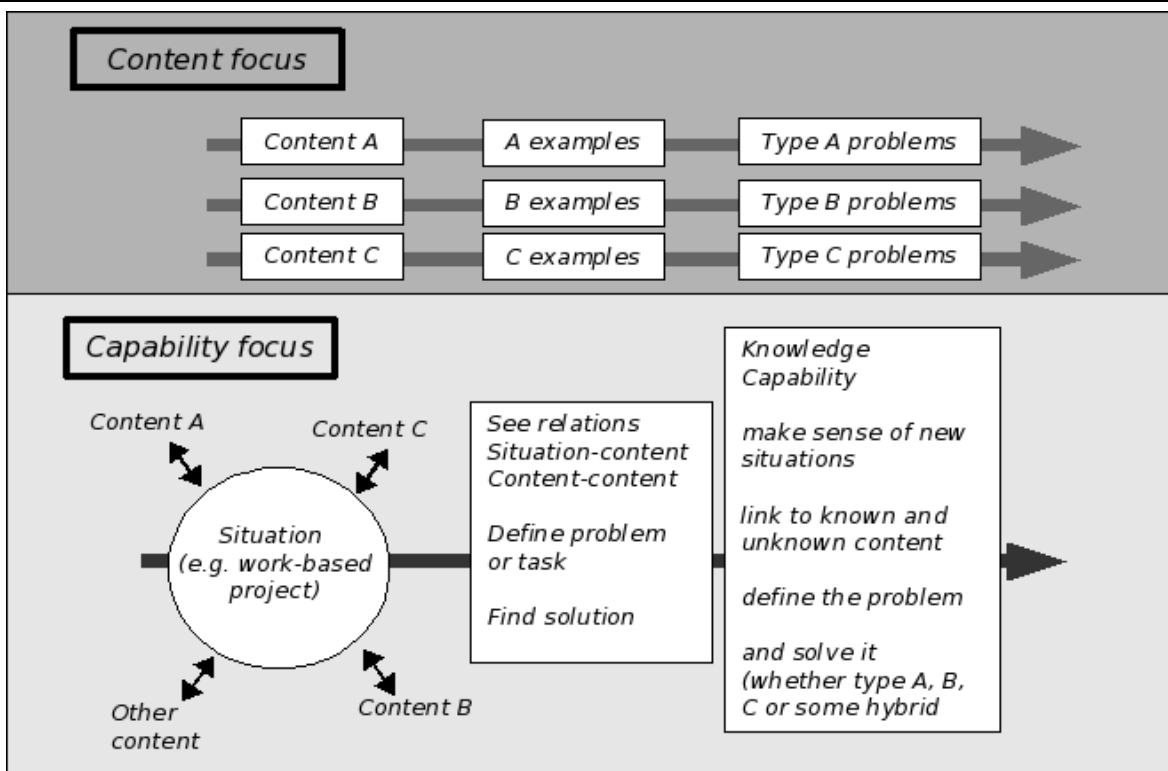 Content focus
Content A
A examples
Type A problems
Content B
B examples
Type B problems
Content C
C examples
Type C problems
Capability focus
Content A
Content C
Situation
(e.g. work-based
project)
Other
content
Content B
See relations
Situation-content
Content-content
Define problem
or task
Find solution
Knowledge
Capability
make sense of new
situations
link to known and
unknown content
define the problem
and solve it
(whether type A, B,
C or some hybrid